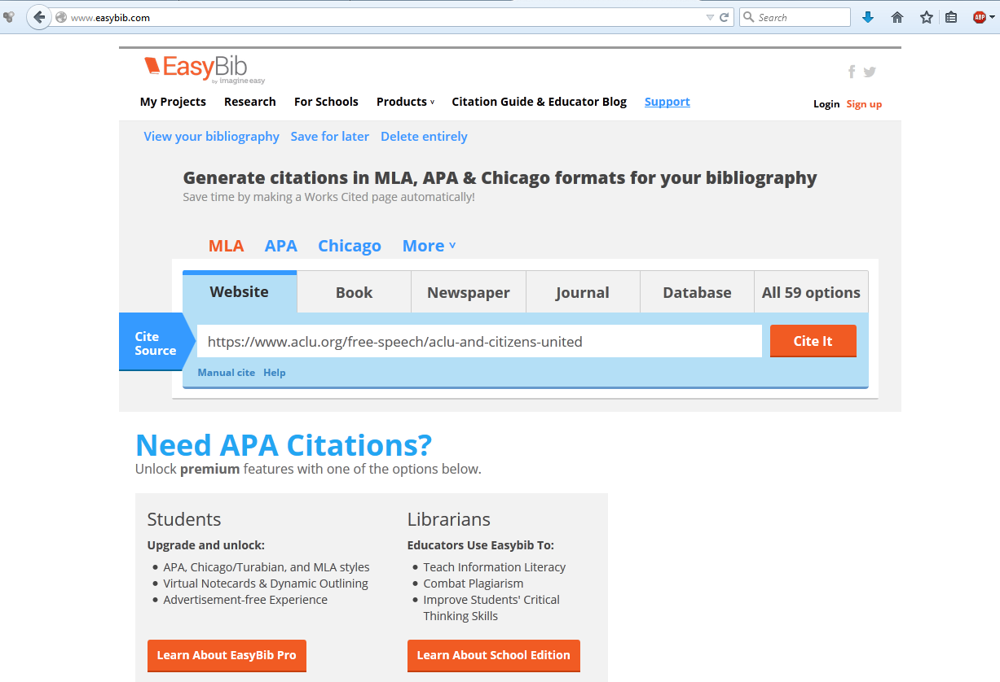 www.easybib.com
Search
ABP
EasyBib
by imagine easy
My Projects Research For Schools Products v Citation Guide & Educator Blog Support
Login Sign up
View your bibliography Save for later Delete entirely
Generate citations in MLA, APA & Chicago formats for your bibliography
Save time by making a Works Cited page automatically!
MLA APA Chicago More v
Website Book Newspaper Journal Database All 59 options
Cite
Source
https://www.aclu.org/free-speech/aclu-and-citizens-united
Cite It
Manual cite Help
Need APA Citations?
Unlock premium features with one of the options below.
Students
Upgrade and unlock:
• APA, Chicago/Turabian, and MLA styles
• Virtual Notecards & Dynamic Outlining
• Advertisement-free Experience
Learn About EasyBib Pro
Librarians
Educators Use Easybib To:
• Teach Information Literacy
• Combat Plagiarism
• Improve Students' Critical
Thinking Skills
Learn About School Edition